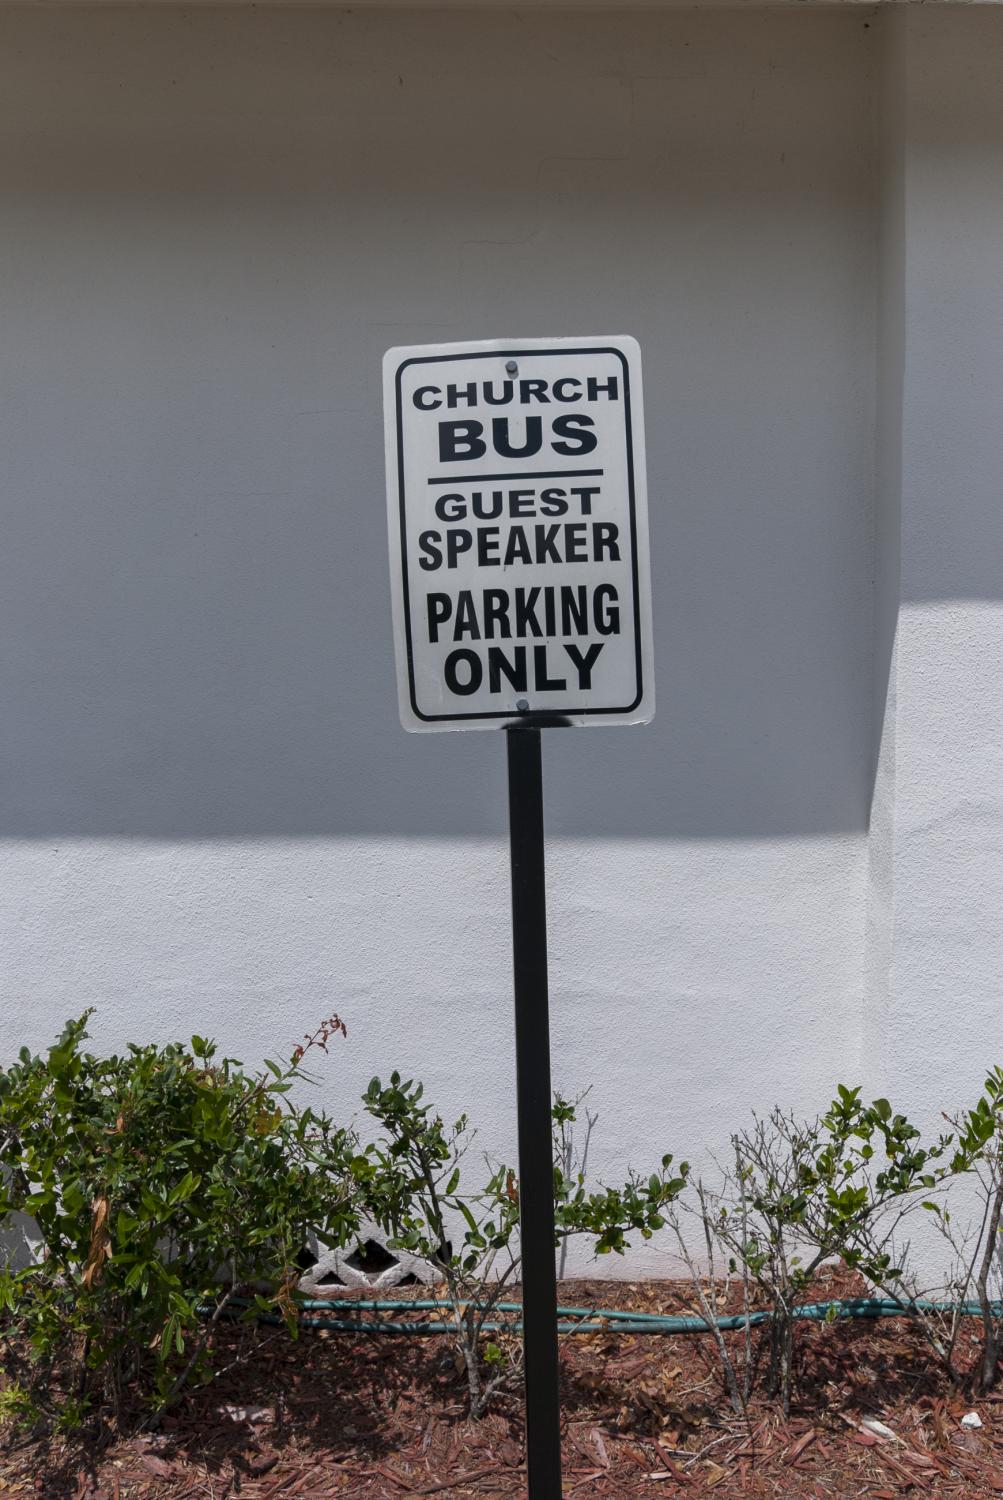 CHURCH
BUS
GUEST
SPEAKER
PARKING
ONLY